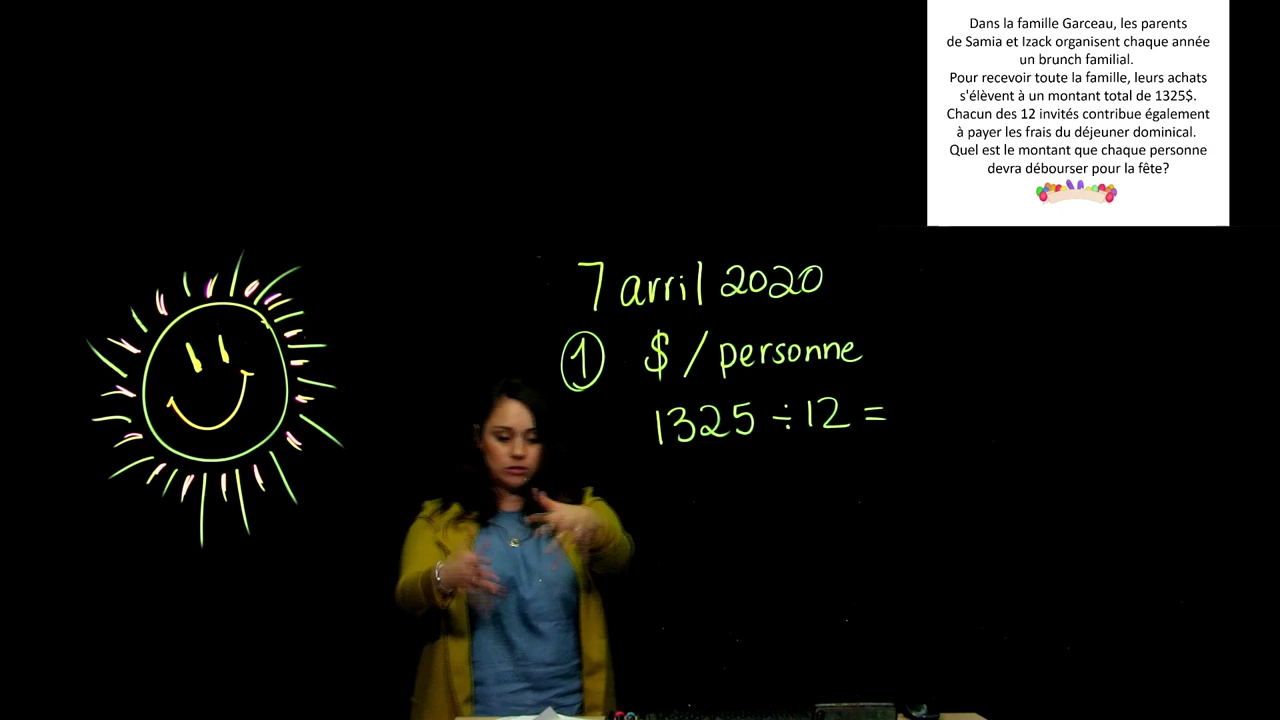 Dans la famille Garceau, les parents
de Samia et Izack organisent chaque année
un brunch familial.
Pour recevoir toute la famille, leurs achats
s'élèvent à un montant total de 1325$.
Chacun des 12 invités contribue également
à payer les frais du déjeuner dominical.
Quel est le montant que chaque personne
devra débourser pour la fête?
7 avril 2020
① $ / personne
1325 ÷ 12 =